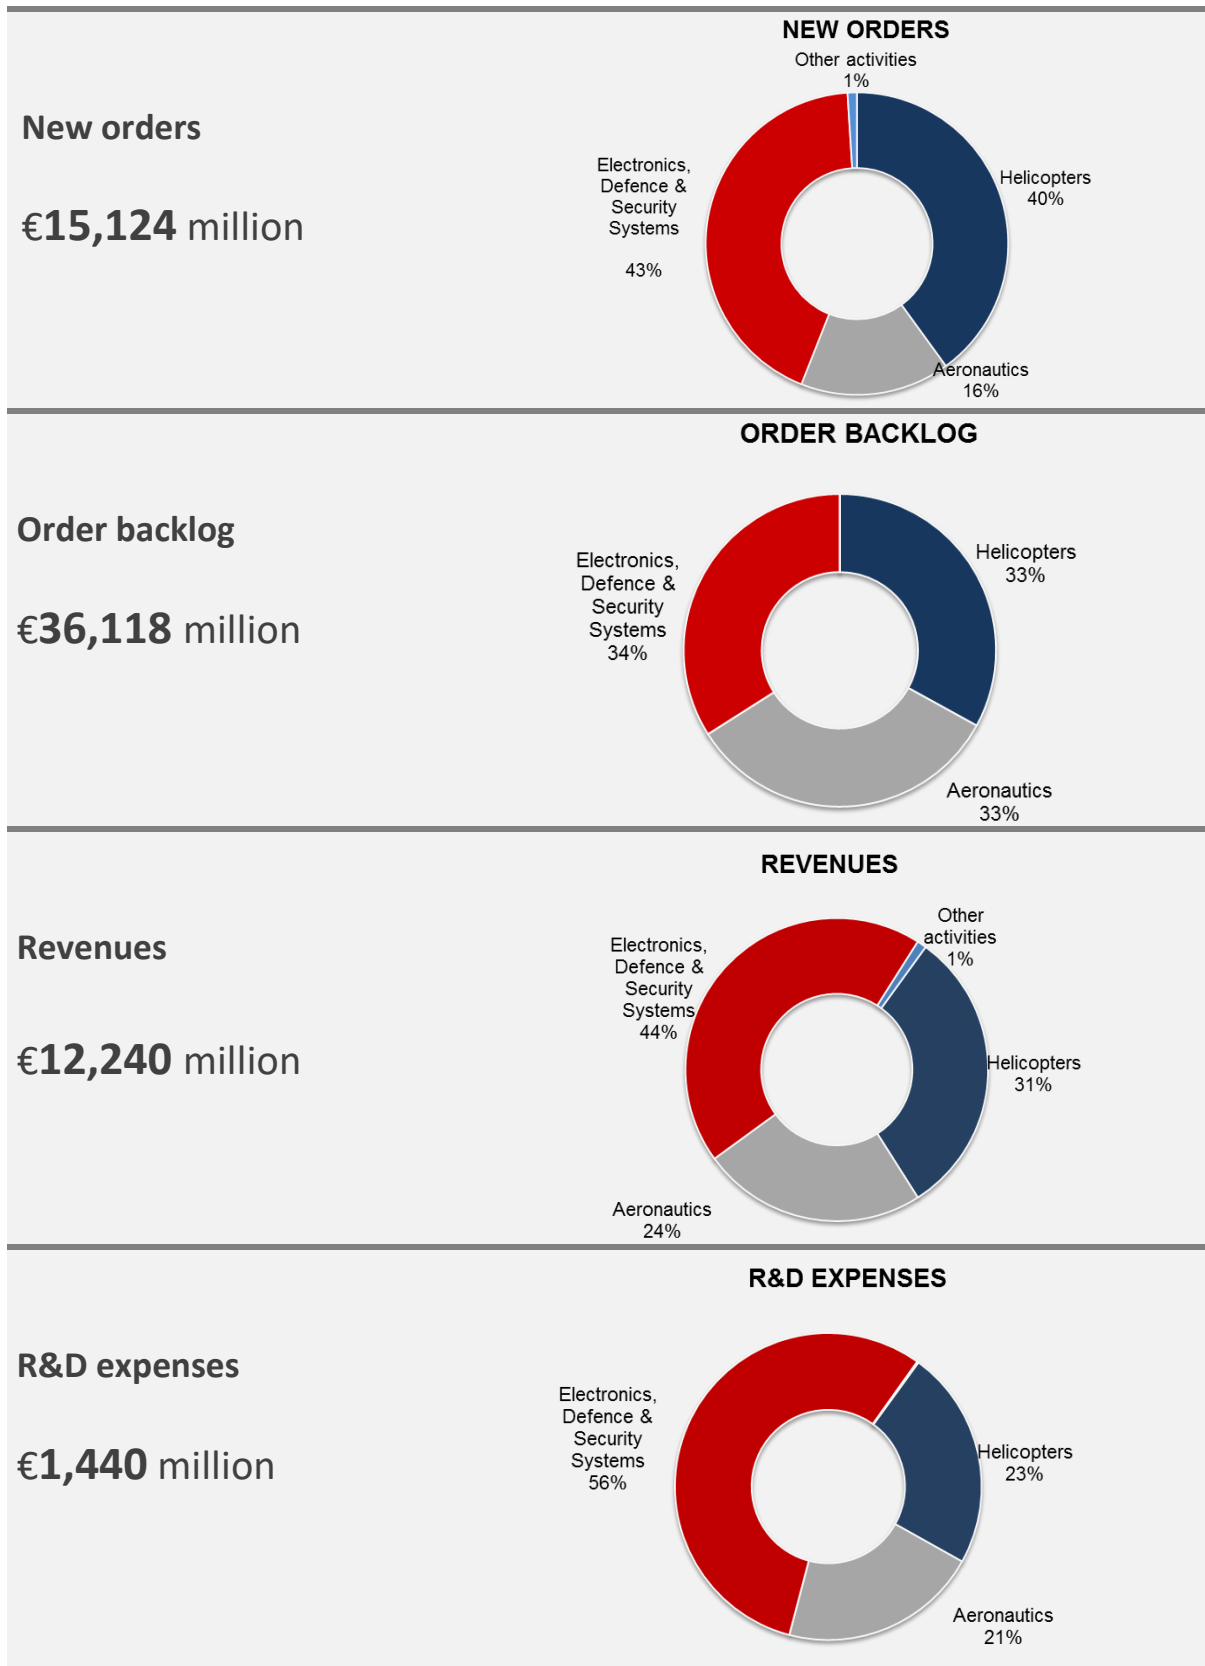 NEW ORDERS
Other activities
1%
New orders
Electronics,
Defence &
Security
Systems
43%
Helicopters
40%
€15,124 million
Aeronautics
16%
ORDER BACKLOG
Order backlog
Electronics,
Defence &
Security
Systems
34%
Helicopters
33%
€36,118 million
Aeronautics
33%
REVENUES
Other
activities
1%
Revenues
Electronics,
Defence &
Security
Systems
44%
€12,240 million
Helicopters
31%
Aeronautics
24%
R&D EXPENSES
R&D expenses
Electronics,
Defence &
Security
Systems
56%
Helicopters
23%
€1,440 million
Aeronautics
21%